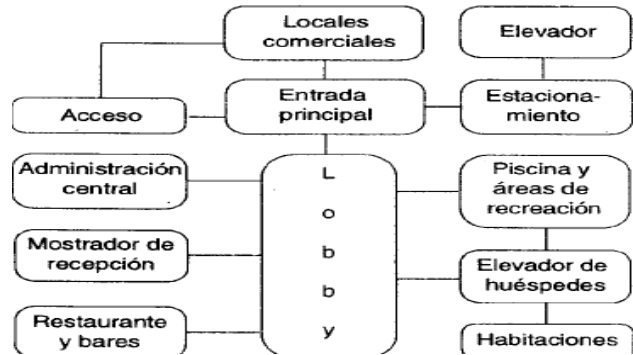 Locales
comerciales
Elevador
Acceso
Entrada
principal
Estaciona-
miento
Administración
central
L
o
b
b
y
Piscina y
áreas de
recreación
Mostrador de
recepción
Elevador de
huéspedes
Restaurante
y bares
Habitaciones